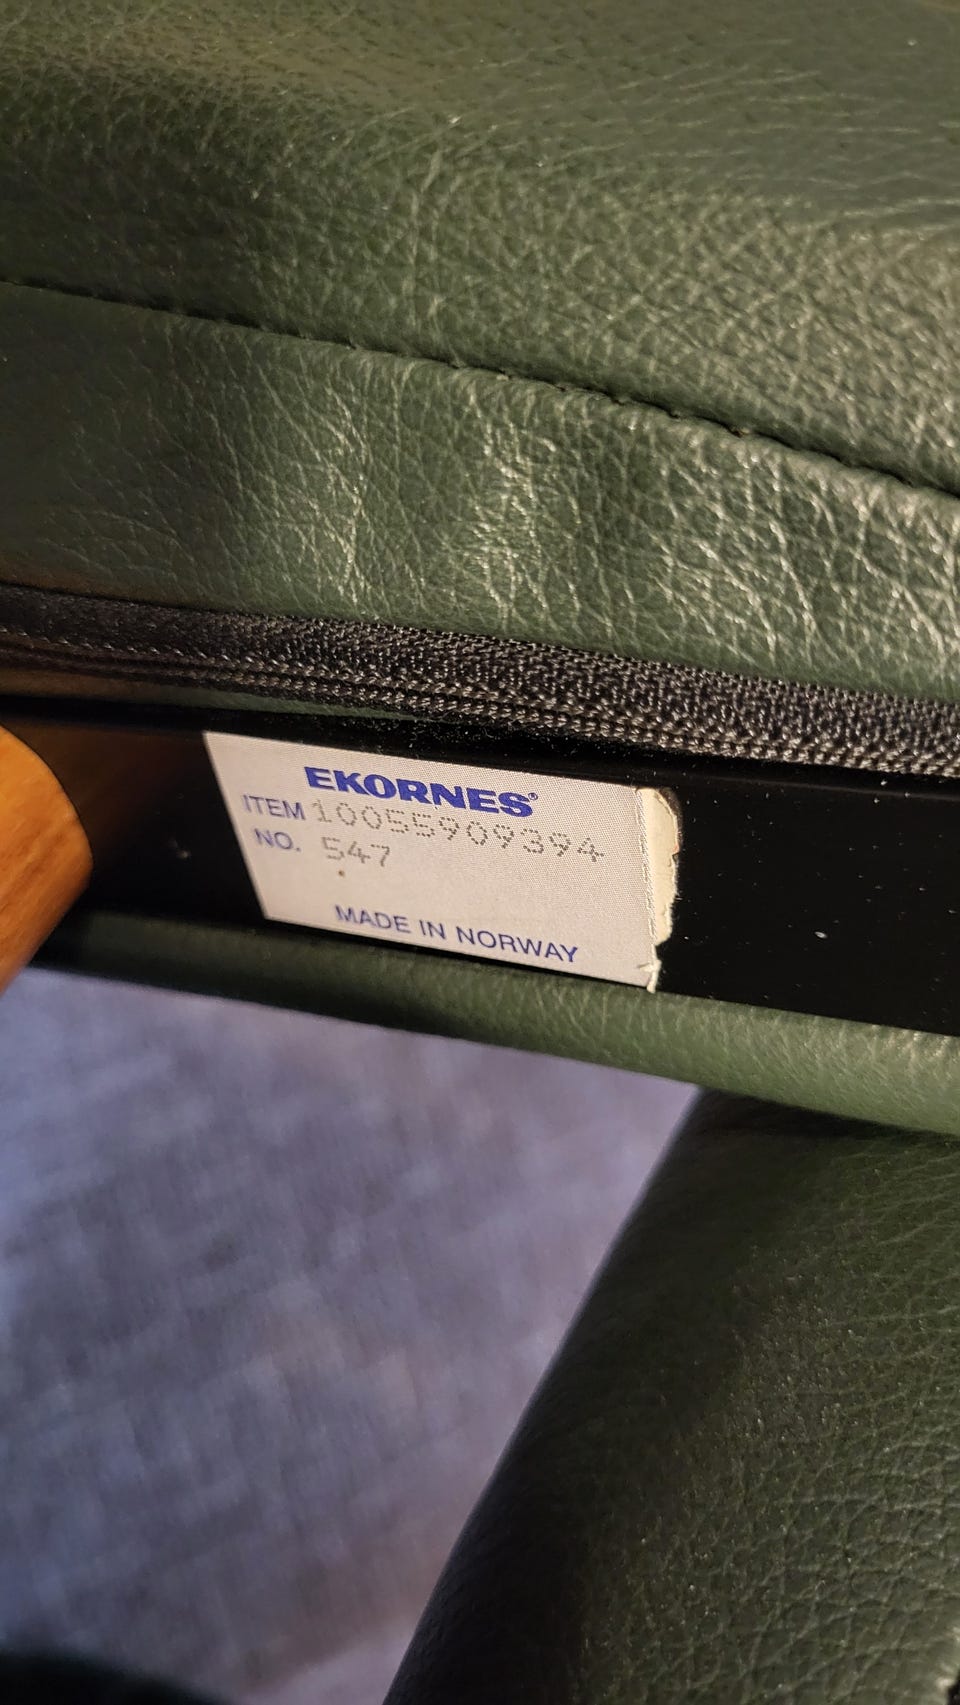 EKORNES®
ITEM 10055909394
NO. 547
MADE IN NORWAY